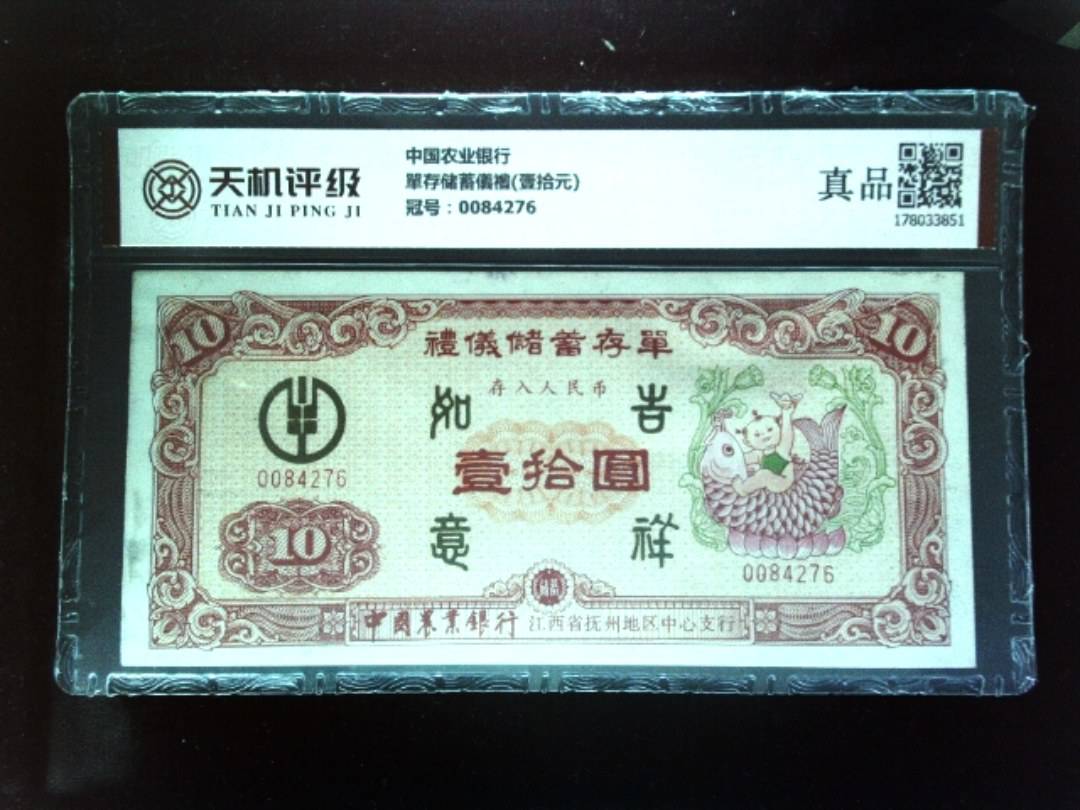 天机评级
TIAN JI PING JI
中国农业银行
單存储蓄儀禮(壹拾元)
冠号：0084276
真品
178033851
10
10
禮儀儲蓄存單
存入人民币
如 吉
0084276
壹拾圓
意 祥
10
0084276
儲蓄
中國農業銀行 江西省抚州地区中心支行